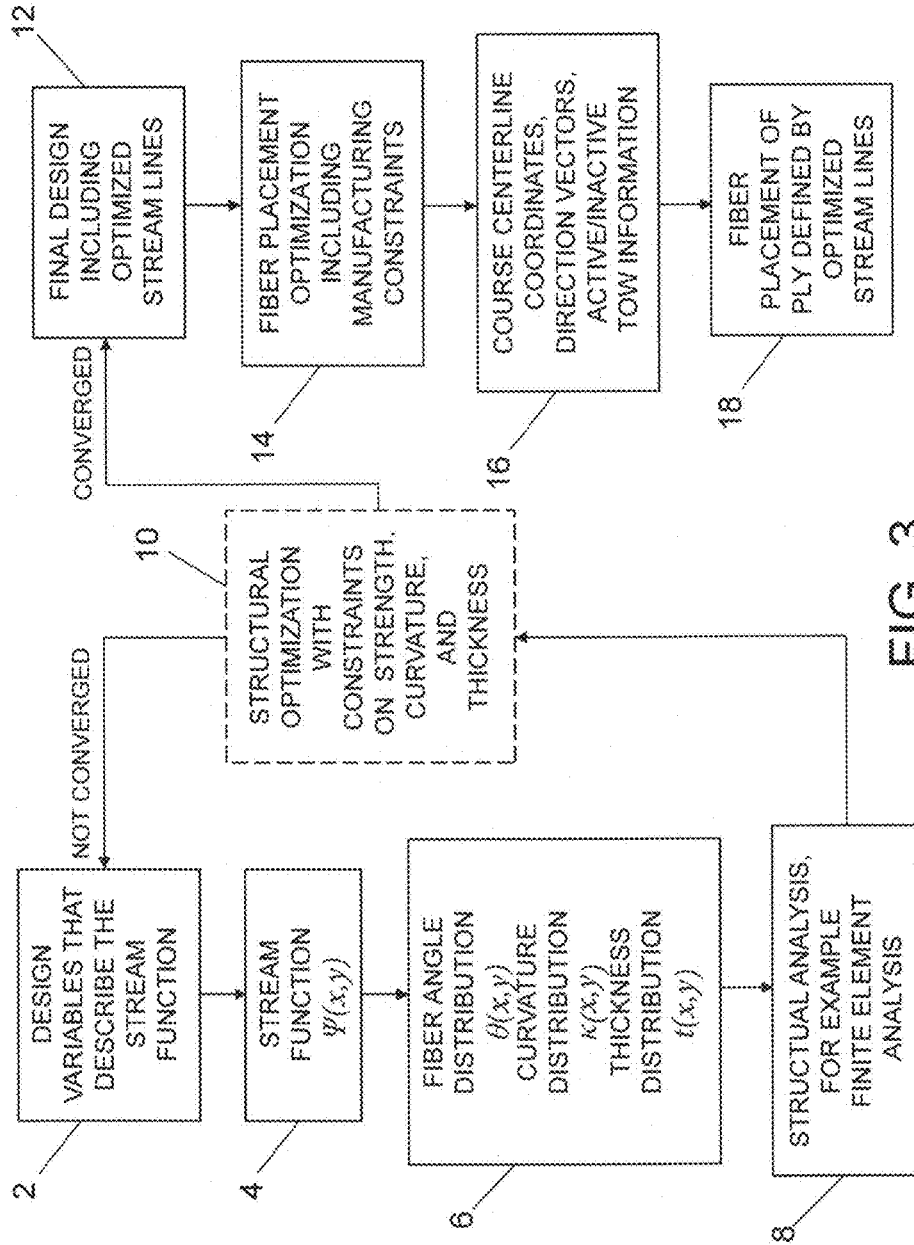 2
DESIGN
VARIABLES THAT
DESCRIBE THE
STREAM
FUNCTION
4
STREAM
FUNCTION
Ψ(x,y)
6
FIBER ANGLE
DISTRIBUTION
θ(x,y)
CURVATURE
DISTRIBUTION
κ(x,y)
THICKNESS
DISTRIBUTION
t(x,y)
8
STRUCTUAL ANALYSIS,
FOR EXAMPLE
FINITE ELEMENT
ANALYSIS
NOT CONVERGED
10
STRUCTURAL
OPTIMIZATION
WITH
CONSTRAINTS
ON STRENGTH,
CURVATURE,
AND
THICKNESS
CONVERGED
12
FINAL DESIGN
INCLUDING
OPTIMIZED
STREAM LINES
14
FIBER PLACEMENT
OPTIMIZATION
INCLUDING
MANUFACTURING
CONSTRAINTS
16
COURSE CENTERLINE
COORDINATES,
DIRECTION VECTORS,
ACTIVE/INACTIVE
TOW INFORMATION
18
FIBER
PLACEMENT OF
PLY DEFINED BY
OPTIMIZED
STREAM LINES
FIG. 3